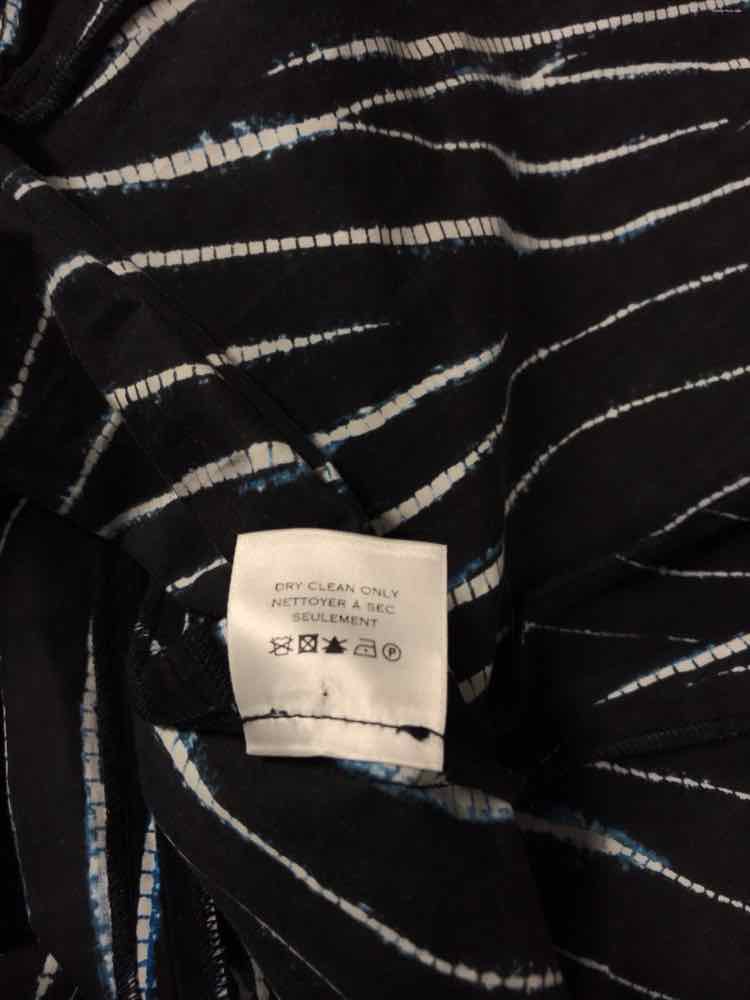 DRY CLEAN ONLY
NETTOYER À SEC
SEULEMENT
P